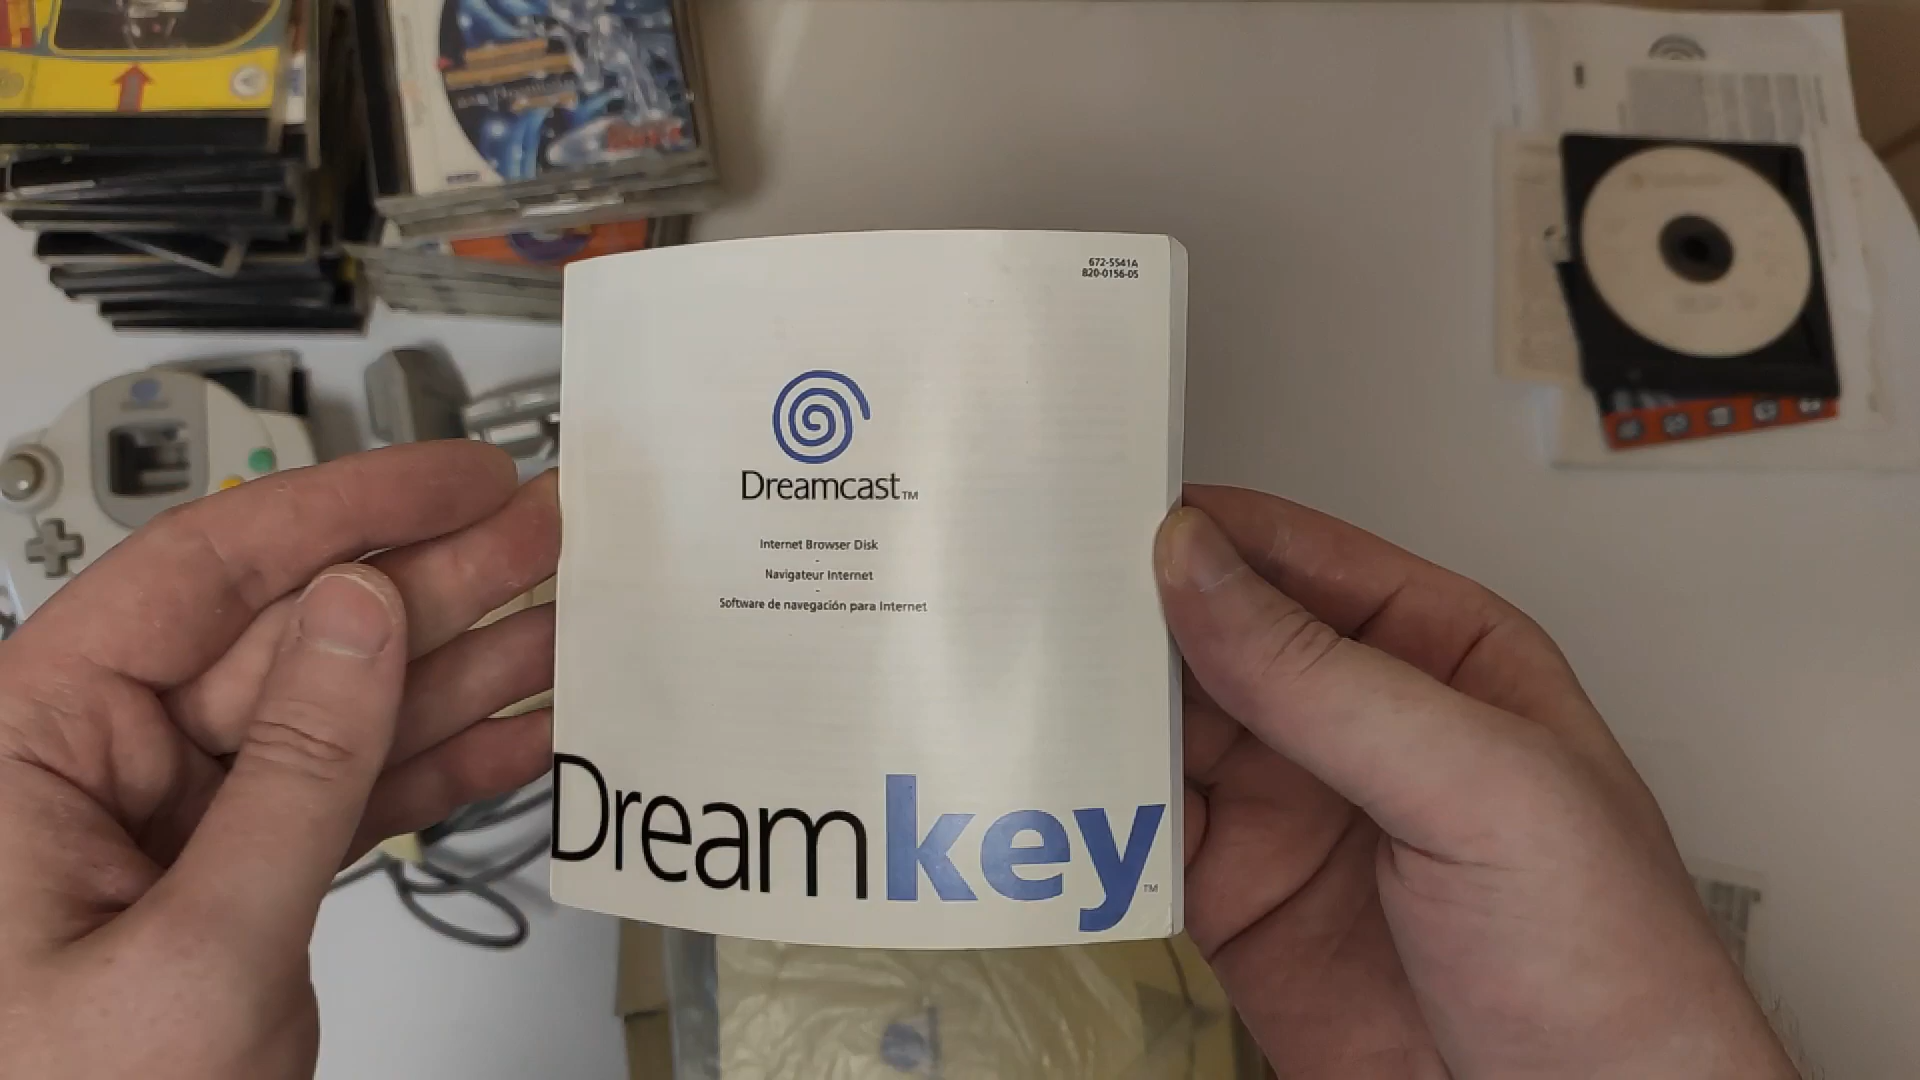 672-5541A
820-0156-05
Dreamcast™
Internet Browser Disk
-
Navigateur Internet
-
Software de navegación para Internet
Dreamkey™